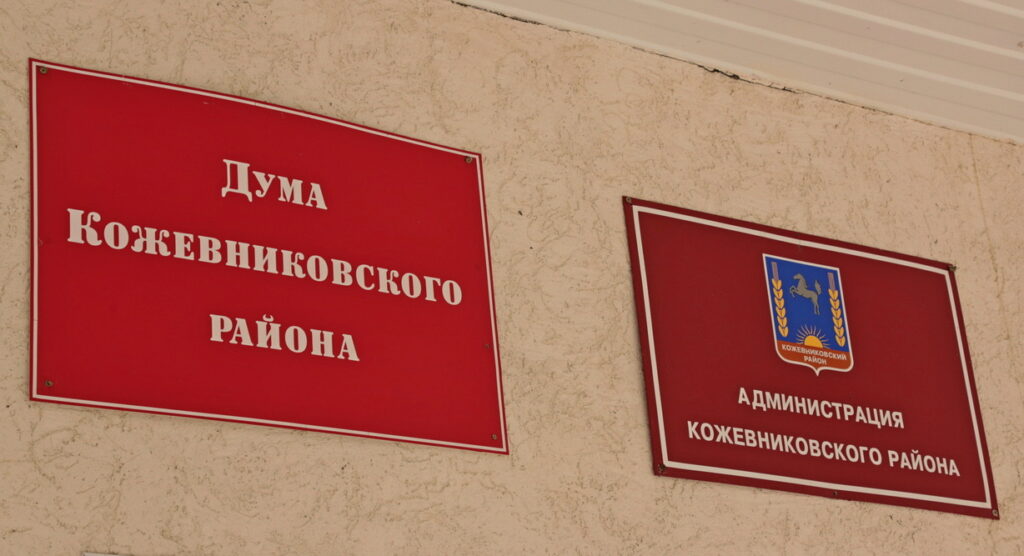 Дума
Кожевниковского
района
КОЖЕВНИКОВСКИЙ
РАЙОН
АДМИНИСТРАЦИЯ
КОЖЕВНИКОВСКОГО РАЙОНА